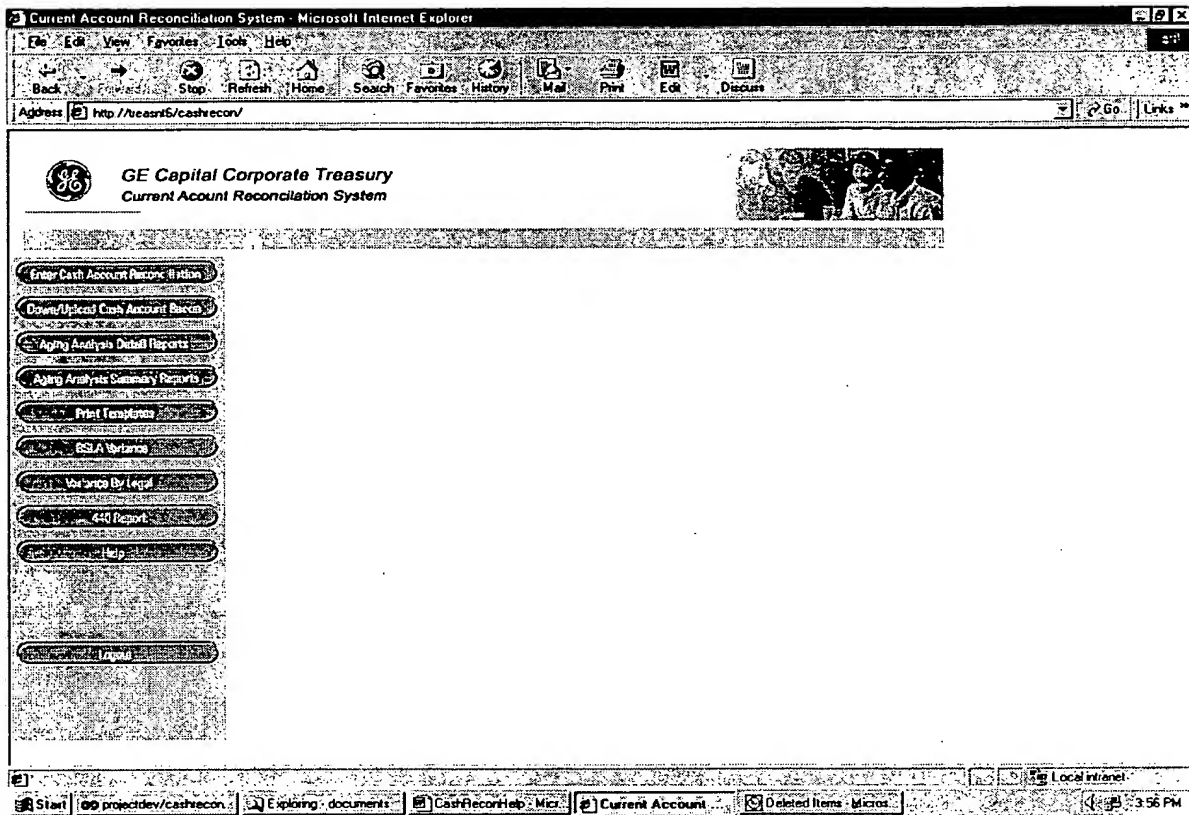 Current Account Reconciliation System - Microsoft Internet Explorer
File Edit View Favorites Tools Help
Back Forward Stop Refresh Home Search Favorites History Mail Print Edit Discuss
Address http://treasnt5/cashrecon/ Go Links »
GE Capital Corporate Treasury
Current Acount Reconcilation System
Enter Cash Account Reconciliation
Down/Upload Cash Account Recon
Aging Analysis Detail Reports
Aging Analysis Summary Reports
Print Templates
BSLA Variance
Variance By Legal
440 Report
Help
Logout
Local intranet
Start projectdev/cashrecon... Exploring - documents CashReconHelp - Micr... Current Account ... Deleted Items - Micros... 3:56 PM